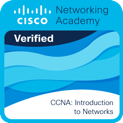 CISCO
Networking
Academy
Verified
CCNA: Introduction
to Networks